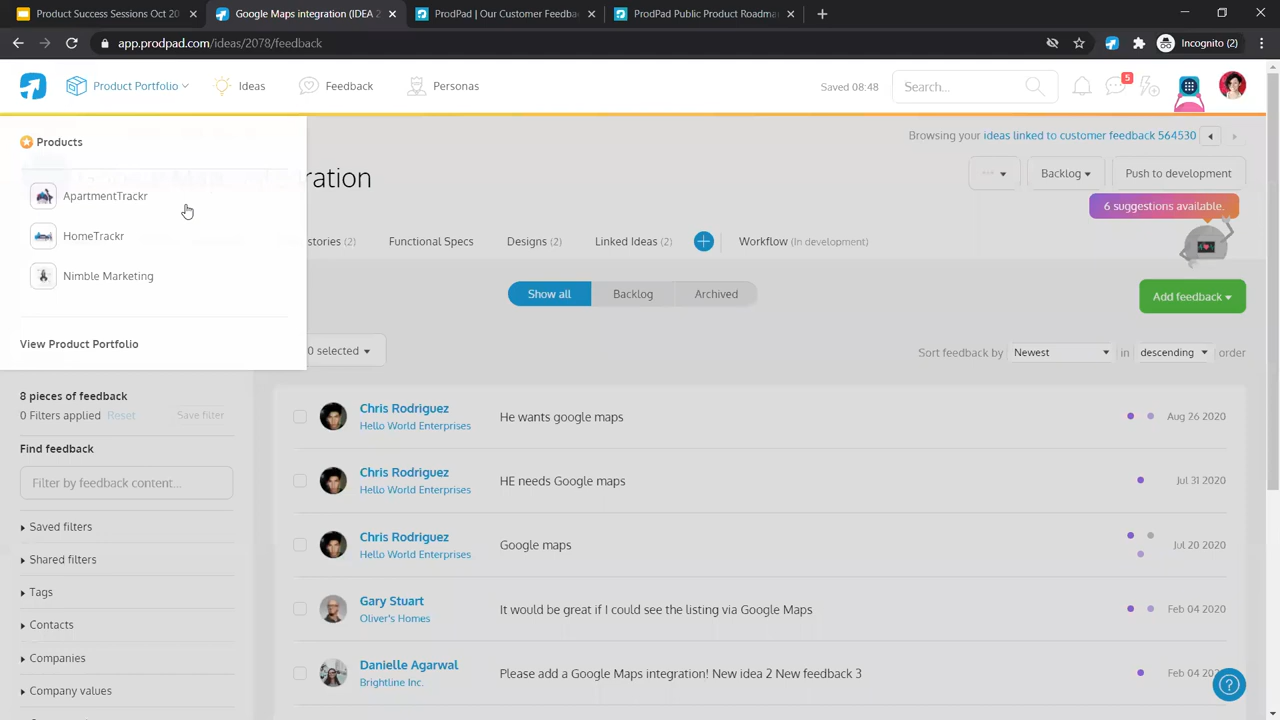 Product Success Sessions Oct 20
Google Maps integration (IDEA 2
ProdPad | Our Customer Feedba
ProdPad Public Product Roadma
app.prodpad.com/ideas/2078/feedback
Incognito (2)
Product Portfolio
Ideas
Feedback
Personas
Saved 08:48
Search...
5
Products
Browsing your ideas linked to customer feedback 564530
ration
Backlog
Push to development
ApartmentTrackr
6 suggestions available.
HomeTrackr
stories (2)
Functional Specs
Designs (2)
Linked Ideas (2)
Workflow (In development)
Nimble Marketing
Show all
Backlog
Archived
Add feedback
View Product Portfolio
0 selected
Sort feedback by
Newest
in
descending
order
8 pieces of feedback
0 Filters applied
Reset
Save filter
Find feedback
Filter by feedback content...
Saved filters
Shared filters
Tags
Contacts
Companies
Company values
Chris Rodriguez
Hello World Enterprises
He wants google maps
Aug 26 2020
Chris Rodriguez
Hello World Enterprises
HE needs Google maps
Jul 31 2020
Chris Rodriguez
Hello World Enterprises
Google maps
Jul 20 2020
Gary Stuart
Oliver's Homes
It would be great if I could see the listing via Google Maps
Feb 04 2020
Danielle Agarwal
Brightline Inc.
Please add a Google Maps integration! New idea 2 New feedback 3
Feb 04 202